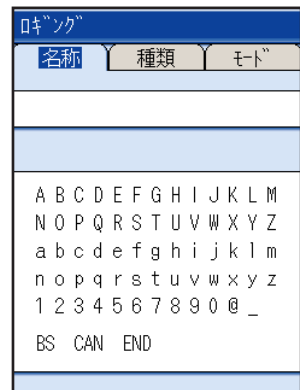 ﾛｷﾞﾝｸﾞ
名称 種類 ﾓｰﾄﾞ
A B C D E F G H I J K L M
N O P Q R S T U V W X Y Z
a b c d e f g h i j k l m
n o p q r s t u v w x y z
1 2 3 4 5 6 7 8 9 0 @ _
BS CAN END